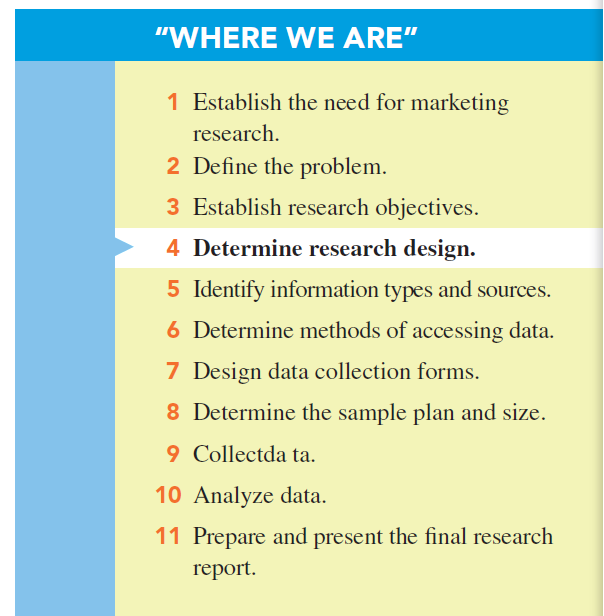 “WHERE WE ARE”
1 Establish the need for marketing
research.
2 Define the problem.
3 Establish research objectives.
4 Determine research design.
5 Identify information types and sources.
6 Determine methods of accessing data.
7 Design data collection forms.
8 Determine the sample plan and size.
9 Collectda ta.
10 Analyze data.
11 Prepare and present the final research
report.